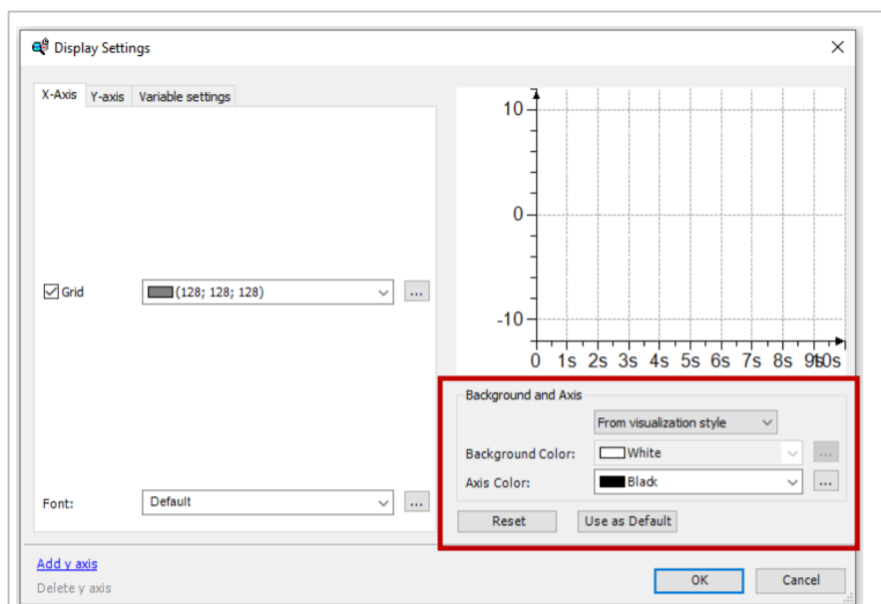 Display Settings
X-Axis Y-axis Variable settings
Grid (128; 128; 128) ...
Font: Default ...
10
0
-10
0 1s 2s 3s 4s 5s 6s 7s 8s 9s 10s
Background and Axis
From visualization style
Background Color: White ...
Axis Color: Black ...
Reset Use as Default
Add y axis
Delete y axis
OK Cancel